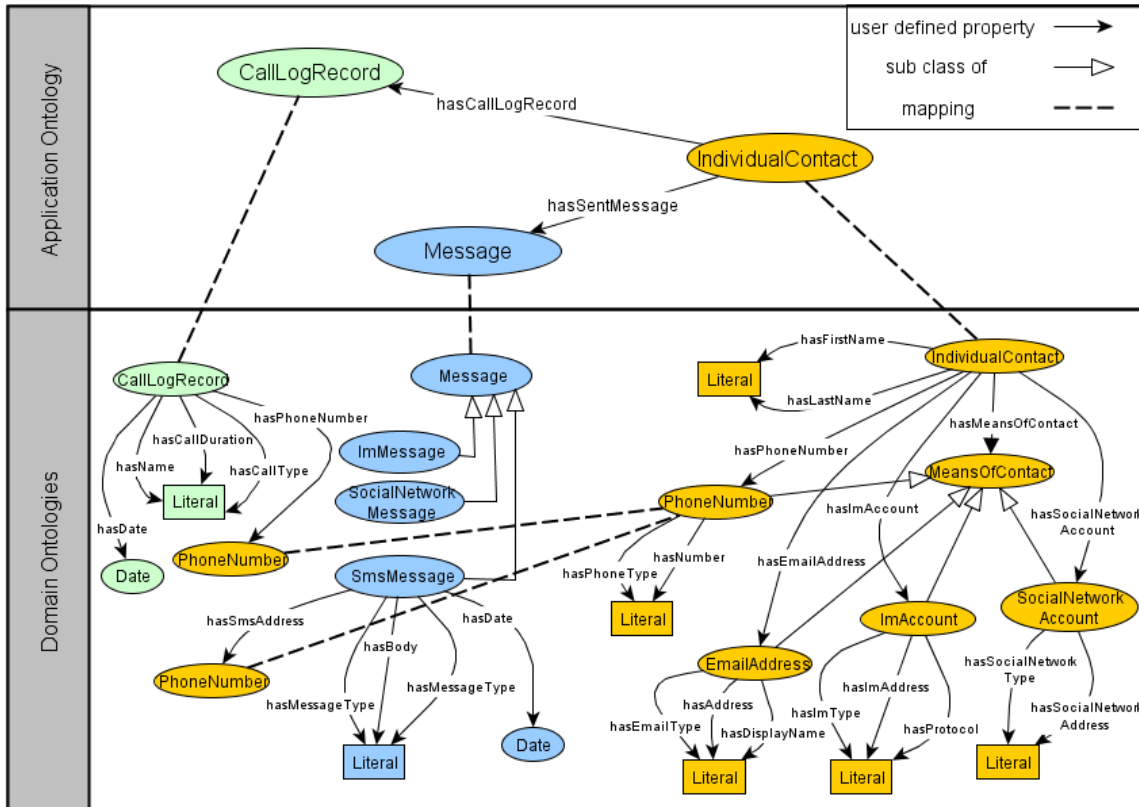 Application Ontology
user defined property
sub class of
mapping
CallLogRecord
hasCallLogRecord
IndividualContact
hasSentMessage
Message
Domain Ontologies
CallLogRecord
hasPhoneNumber
hasCallDuration
hasName
hasCallType
Literal
hasDate
PhoneNumber
Date
Message
ImMessage
SocialNetwork
Message
SmsMessage
hasSmsAddress
hasDate
hasBody
PhoneNumber
hasMessageType
hasMessageType
Literal
Date
hasFirstName
IndividualContact
Literal
hasLastName
hasMeansOfContact
hasPhoneNumber
MeansOfContact
PhoneNumber
hasImAccount
hasSocialNetwork
Account
hasNumber
hasEmailAddress
hasPhoneType
Literal
ImAccount
SocialNetwork
Account
EmailAddress
hasSocialNetwork
Type
hasImAddress
hasAddress
hasImType
hasSocialNetwork
Address
hasEmailType
hasDisplayName
hasProtocol
Literal
Literal
Literal